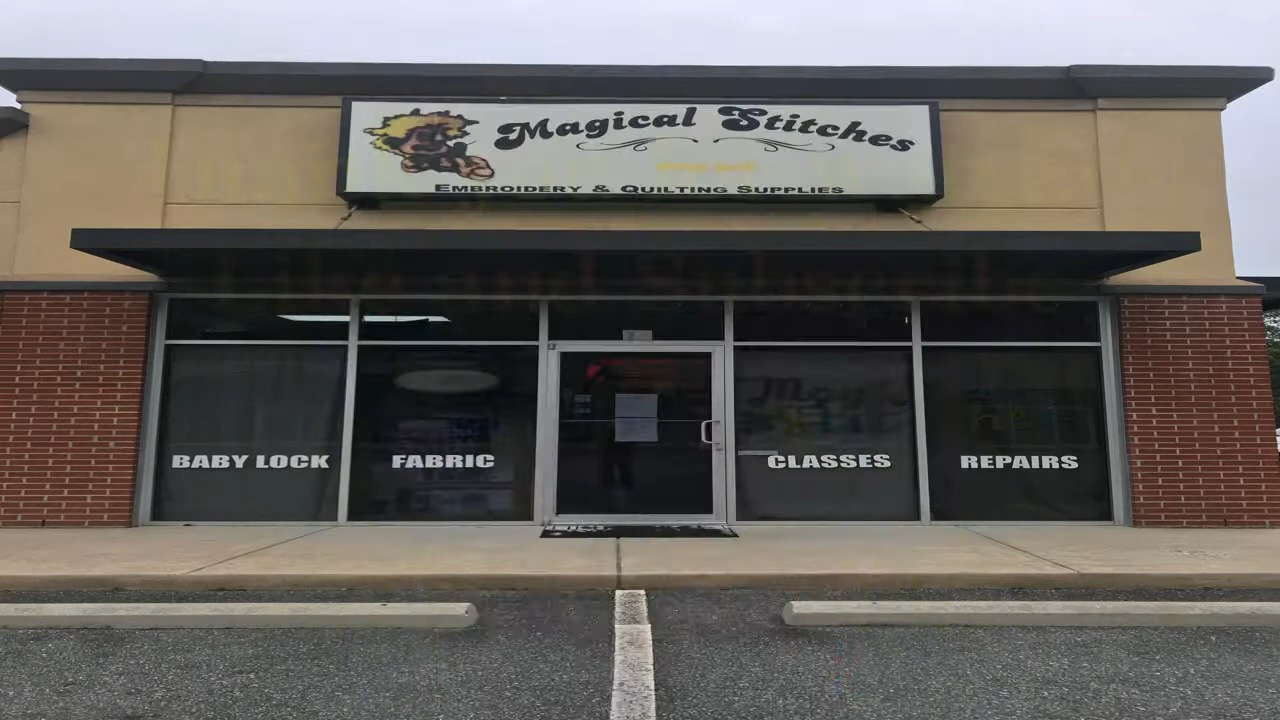 Magical Stitches
EMBROIDERY & QUILTING SUPPLIES
BABY LOCK
FABRIC
CLASSES
REPAIRS